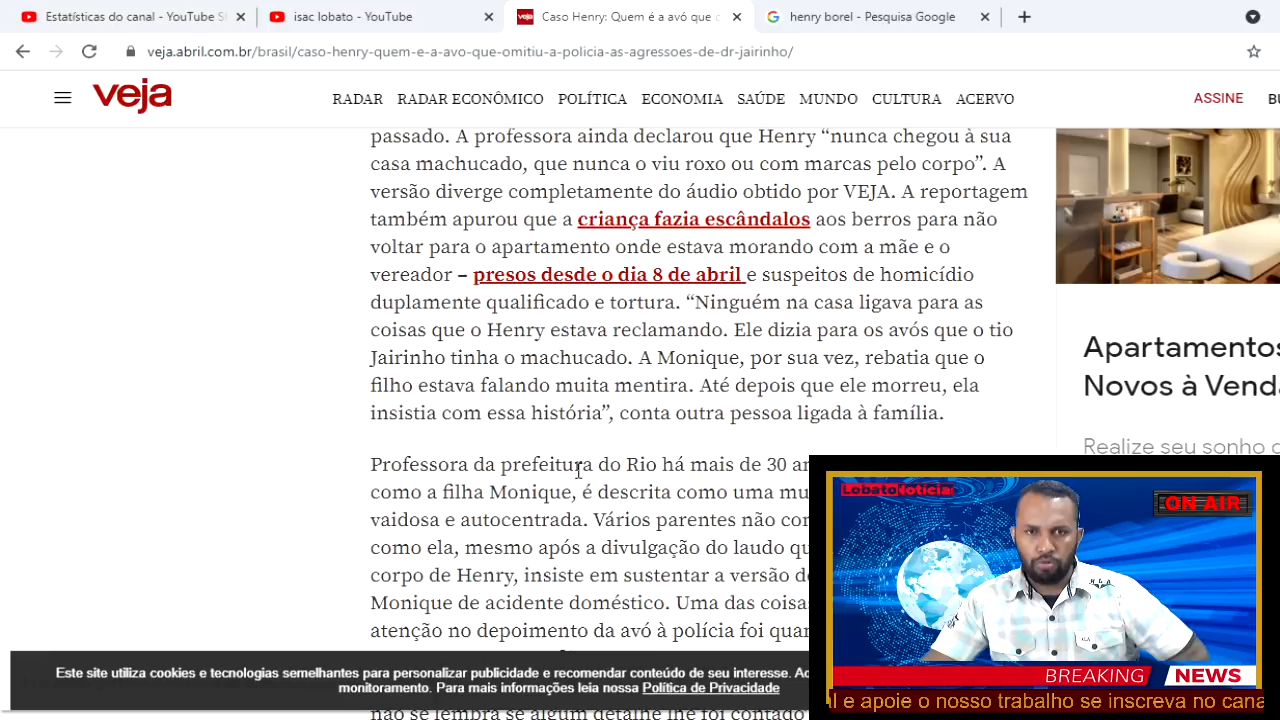 Estatísticas do canal - YouTube S
isac lobato - YouTube
Caso Henry: Quem é a avó que
henry borel - Pesquisa Google
veja.abril.com.br/brasil/caso-henry-quem-e-a-avo-que-omitiu-a-policia-as-agressoes-de-dr-jairinho/
veja
RADAR RADAR ECONÔMICO POLÍTICA ECONOMIA SAÚDE MUNDO CULTURA ACERVO
ASSINE
passado. A professora ainda declarou que Henry “nunca chegou à sua
casa machucado, que nunca o viu roxo ou com marcas pelo corpo”. A
versão diverge completamente do áudio obtido por VEJA. A reportagem
também apurou que a criança fazia escândalos aos berros para não
voltar para o apartamento onde estava morando com a mãe e o
vereador – presos desde o dia 8 de abril e suspeitos de homicídio
duplamente qualificado e tortura. “Ninguém na casa ligava para as
coisas que o Henry estava reclamando. Ele dizia para os avós que o tio
Jairinho tinha o machucado. A Monique, por sua vez, rebatia que o
filho estava falando muita mentira. Até depois que ele morreu, ela
insistia com essa história”, conta outra pessoa ligada à família.
Professora da prefeitura do Rio há mais de 30
como a filha Monique, é descrita como uma
vaidosa e autocentrada. Vários parentes não
como ela, mesmo após a divulgação do laudo
corpo de Henry, insiste em sustentar a versão
Monique de acidente doméstico. Uma das
atenção no depoimento da avó à polícia foi
não se lembra se algum detalhe lhe foi contado
Apartamentos
Novos à
Realize seu sonho
Este site utiliza cookies e tecnologias semelhantes para personalizar publicidade e recomendar conteúdo de seu interesse. Ao
monitoramento. Para mais informações leia nossa Política de Privacidade
LobatoNoticias
ON AIR
BREAKING NEWS
e apoie o nosso trabalho se inscreva no